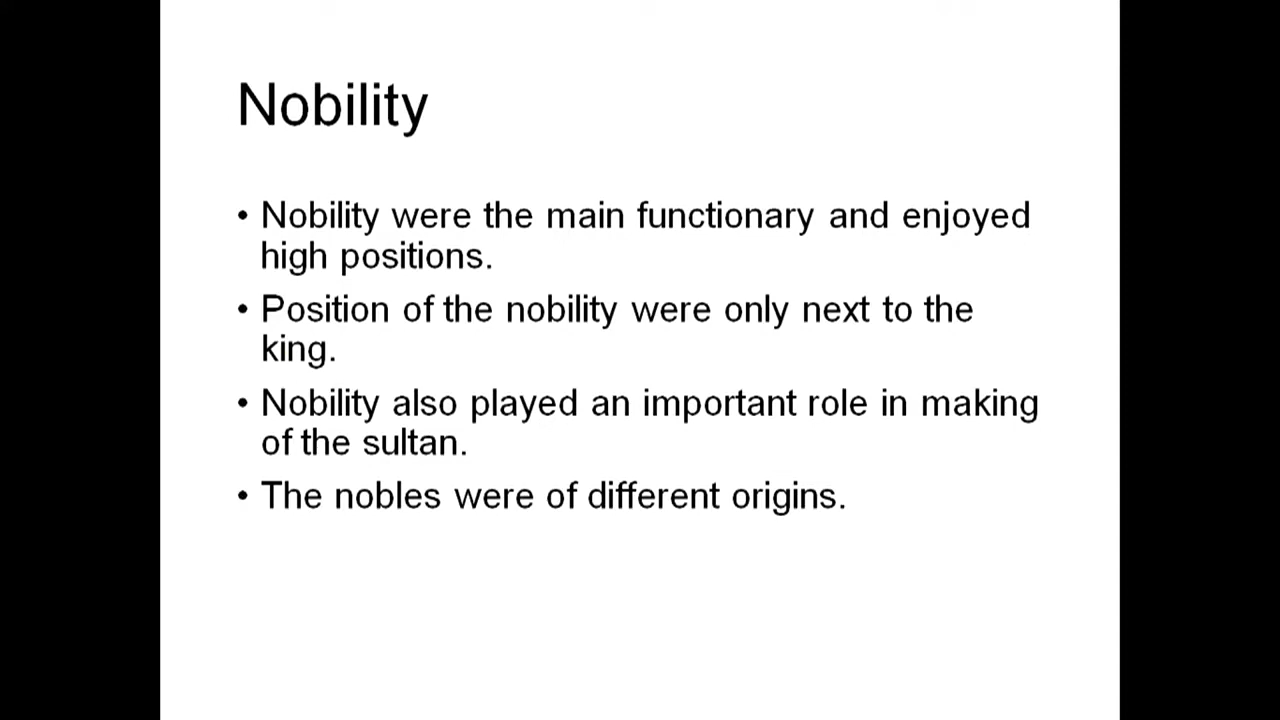 Nobility
• Nobility were the main functionary and enjoyed
high positions.
• Position of the nobility were only next to the
king.
• Nobility also played an important role in making
of the sultan.
• The nobles were of different origins.